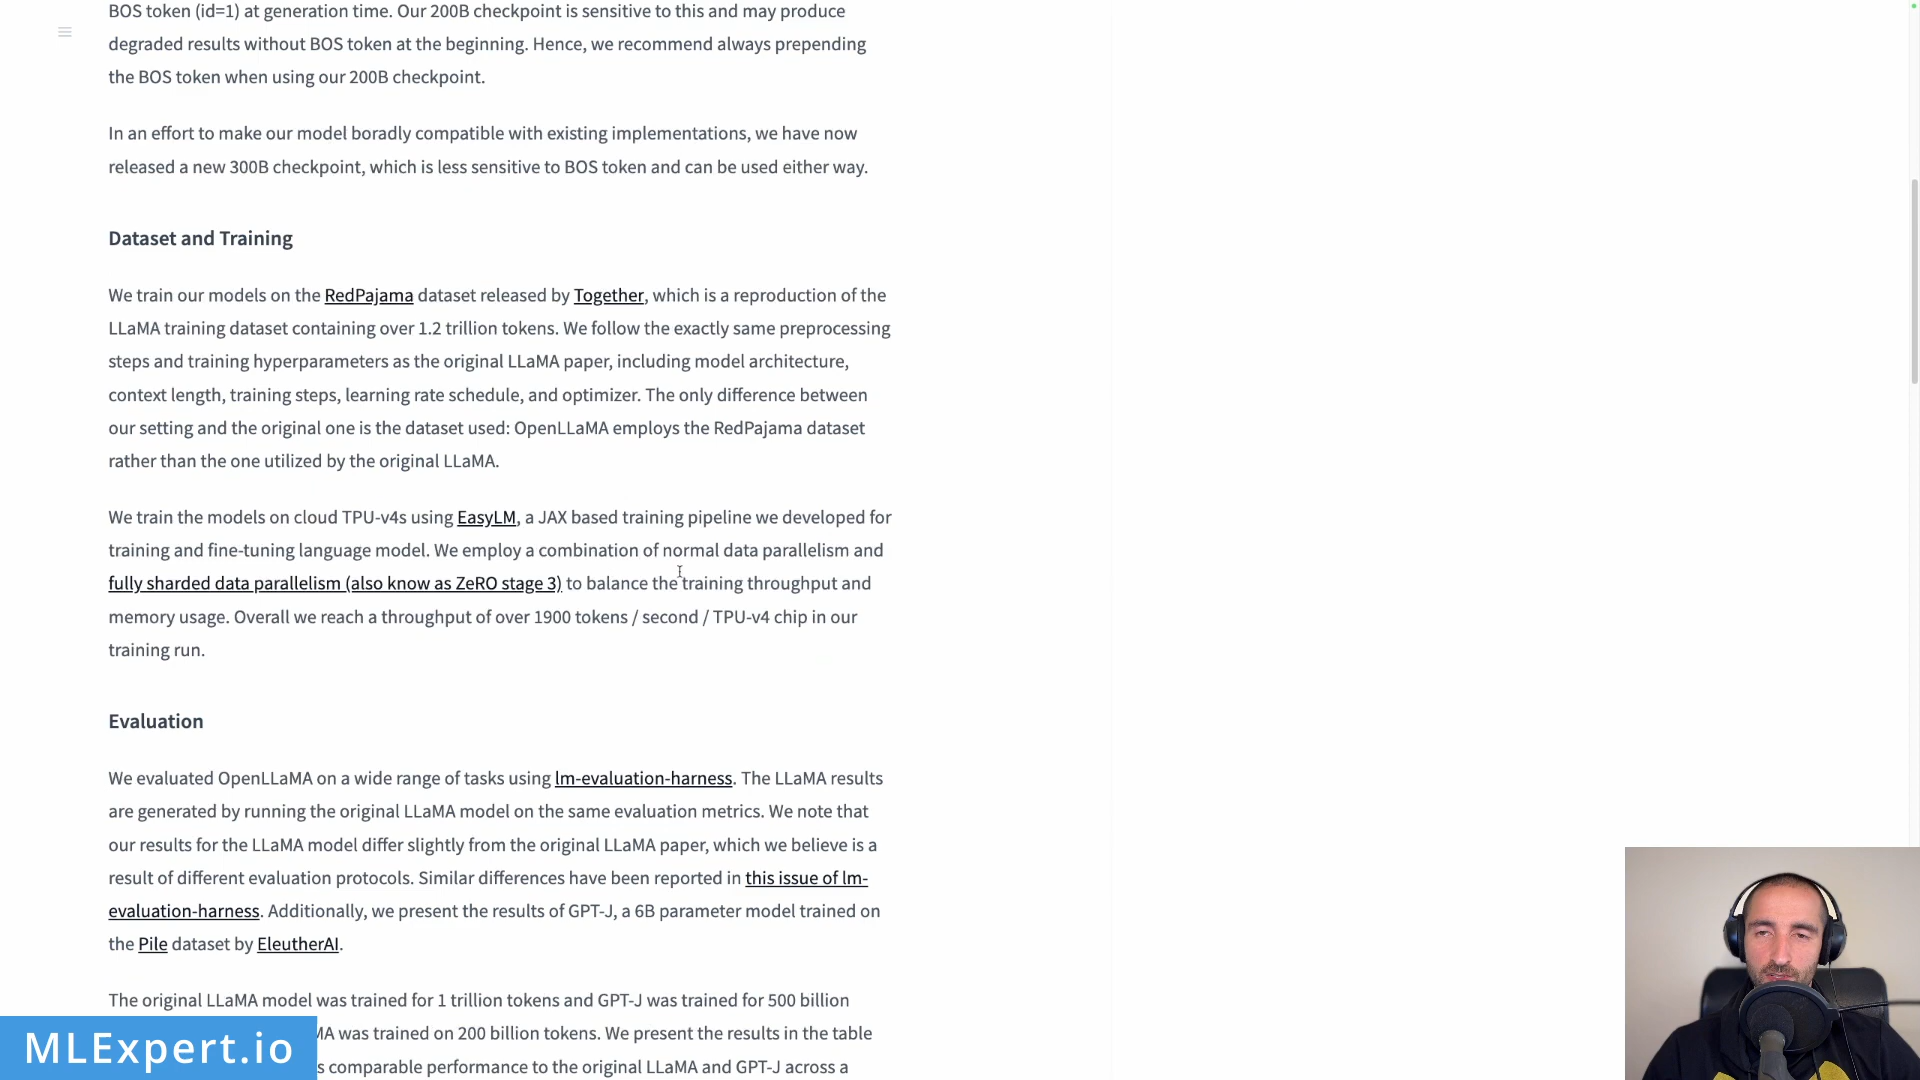 BOS token (id=1) at generation time. Our 200B checkpoint is sensitive to this and may produce
degraded results without BOS token at the beginning. Hence, we recommend always prepending
the BOS token when using our 200B checkpoint.
In an effort to make our model boradly compatible with existing implementations, we have now
released a new 300B checkpoint, which is less sensitive to BOS token and can be used either way.
Dataset and Training
We train our models on the RedPajama dataset released by Together, which is a reproduction of the
LLaMA training dataset containing over 1.2 trillion tokens. We follow the exactly same preprocessing
steps and training hyperparameters as the original LLaMA paper, including model architecture,
context length, training steps, learning rate schedule, and optimizer. The only difference between
our setting and the original one is the dataset used: OpenLLaMA employs the RedPajama dataset
rather than the one utilized by the original LLaMA.
We train the models on cloud TPU-v4s using EasyLM, a JAX based training pipeline we developed for
training and fine-tuning language model. We employ a combination of normal data parallelism and
fully sharded data parallelism (also know as ZeRO stage 3) to balance the training throughput and
memory usage. Overall we reach a throughput of over 1900 tokens / second / TPU-v4 chip in our
training run.
Evaluation
We evaluated OpenLLaMA on a wide range of tasks using lm-evaluation-harness. The LLaMA results
are generated by running the original LLaMA model on the same evaluation metrics. We note that
our results for the LLaMA model differ slightly from the original LLaMA paper, which we believe is a
result of different evaluation protocols. Similar differences have been reported in this issue of lm-
evaluation-harness. Additionally, we present the results of GPT-J, a 6B parameter model trained on
the Pile dataset by EleutherAI.
The original LLaMA model was trained for 1 trillion tokens and GPT-J was trained for 500 billion
MA was trained on 200 billion tokens. We present the results in the table
s comparable performance to the original LLaMA and GPT-J across a
MLExpert.io